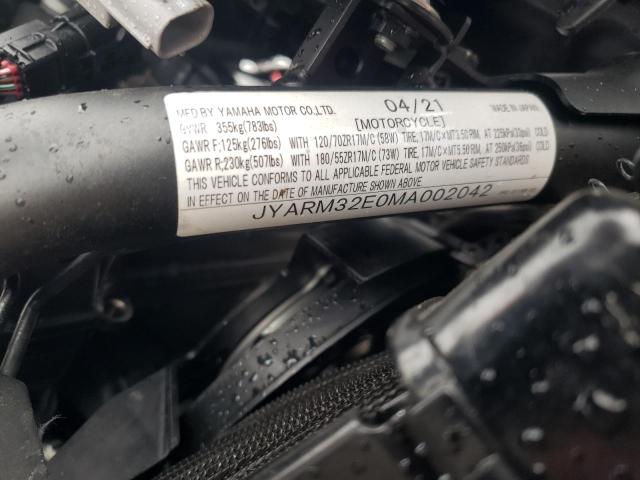 MFD BY YAMAHA MOTOR CO.,LTD. 04/21 MADE IN JAPAN
GVWR 355kg(783lbs) [MOTORCYCLE]
GAWR F:125kg(276lbs) WITH 120/70ZR17M/C (58W) TIRE, 17M/C×MT3.50 RIM, AT 225kPa(33psi) COLD
GAWR R:230kg(507lbs) WITH 180/55ZR17M/C (73W) TIRE, 17M/C×MT5.50 RIM, AT 250kPa(36psi) COLD
THIS VEHICLE CONFORMS TO ALL APPLICABLE FEDERAL MOTOR VEHICLE SAFETY STANDARDS
IN EFFECT ON THE DATE OF MANUFACTURE SHOWN ABOVE.
JYARM32E0MA002042